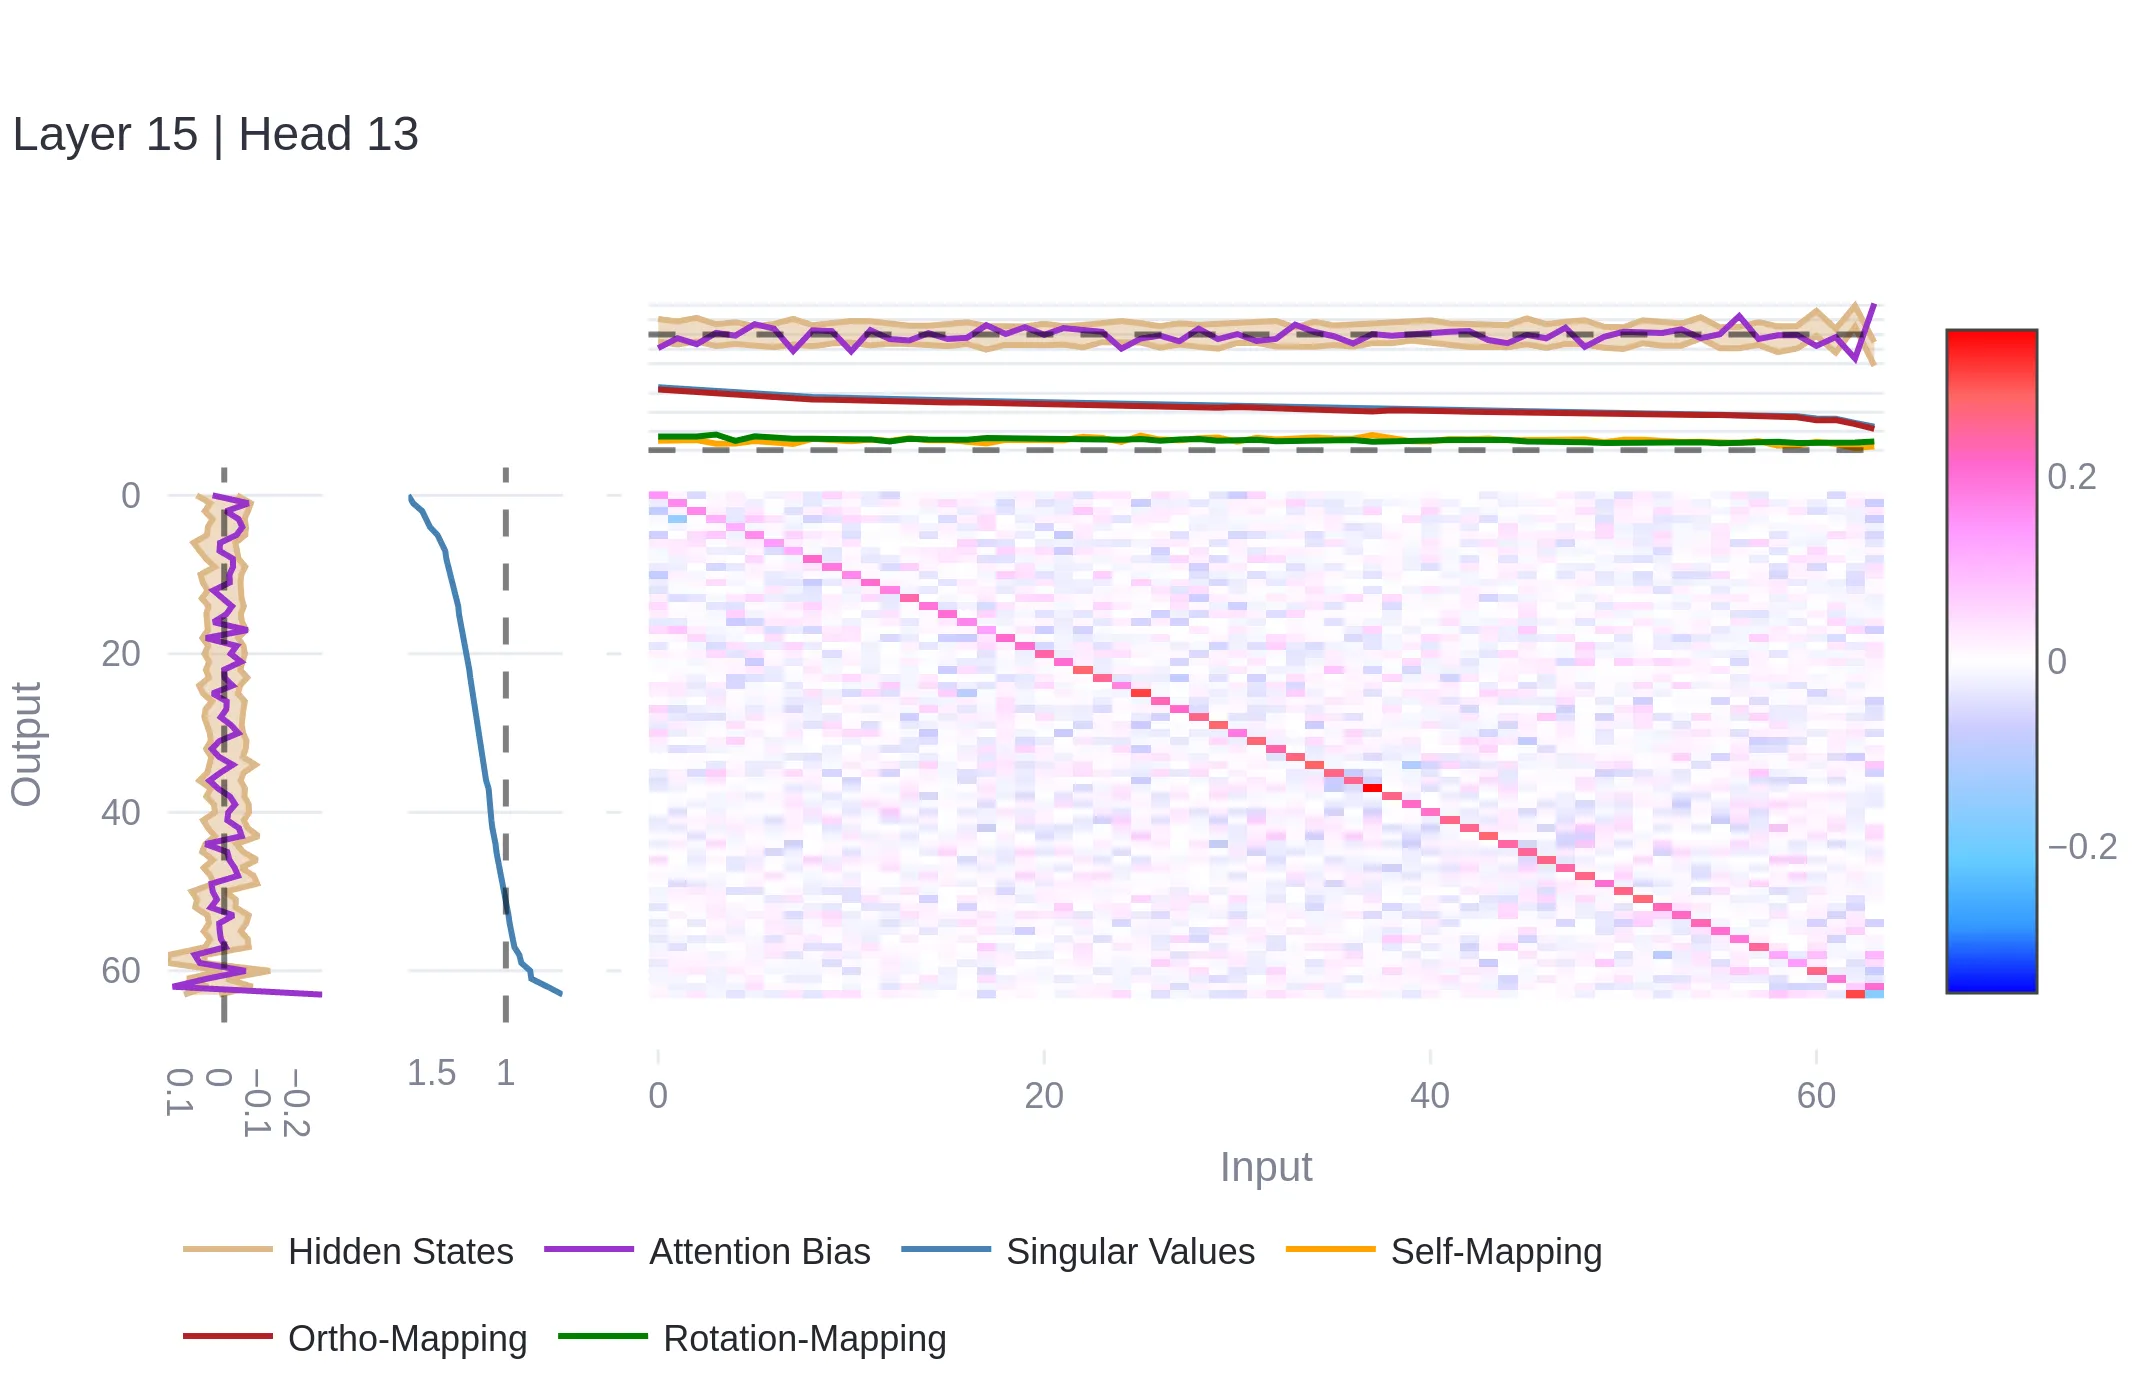 Layer 15 | Head 13
0
20
40
60
Output
0.1
0
−0.1
−0.2
1.5
1
0
20
40
60
Input
0.2
0
−0.2
Hidden States
Attention Bias
Singular Values
Self-Mapping
Ortho-Mapping
Rotation-Mapping